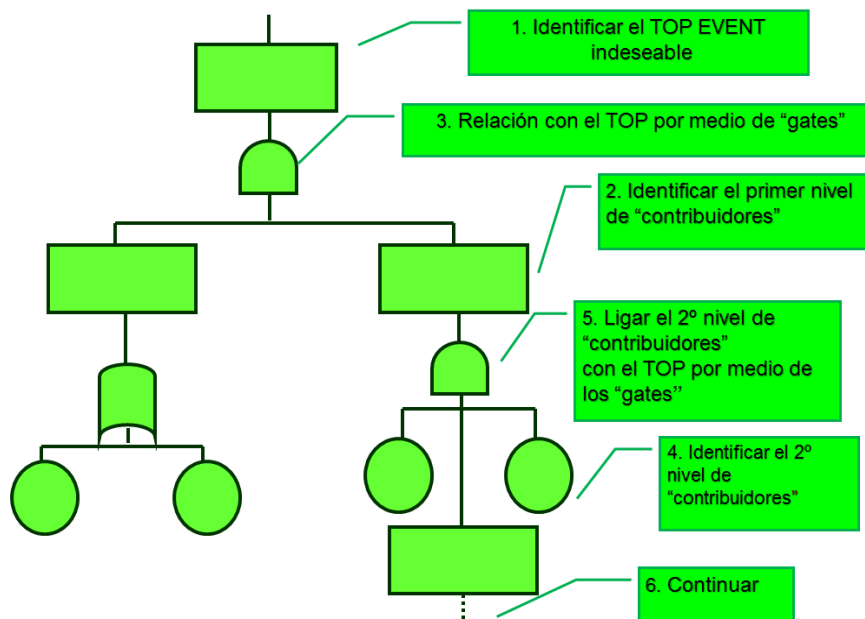 1. Identificar el TOP EVENT
indeseable
3. Relación con el TOP por medio de “gates”
2. Identificar el primer nivel
de “contribuidores”
5. Ligar el 2º nivel de
“contribuidores”
con el TOP por medio de
los “gates’’
4. Identificar el 2º
nivel de
“contribuidores”
6. Continuar